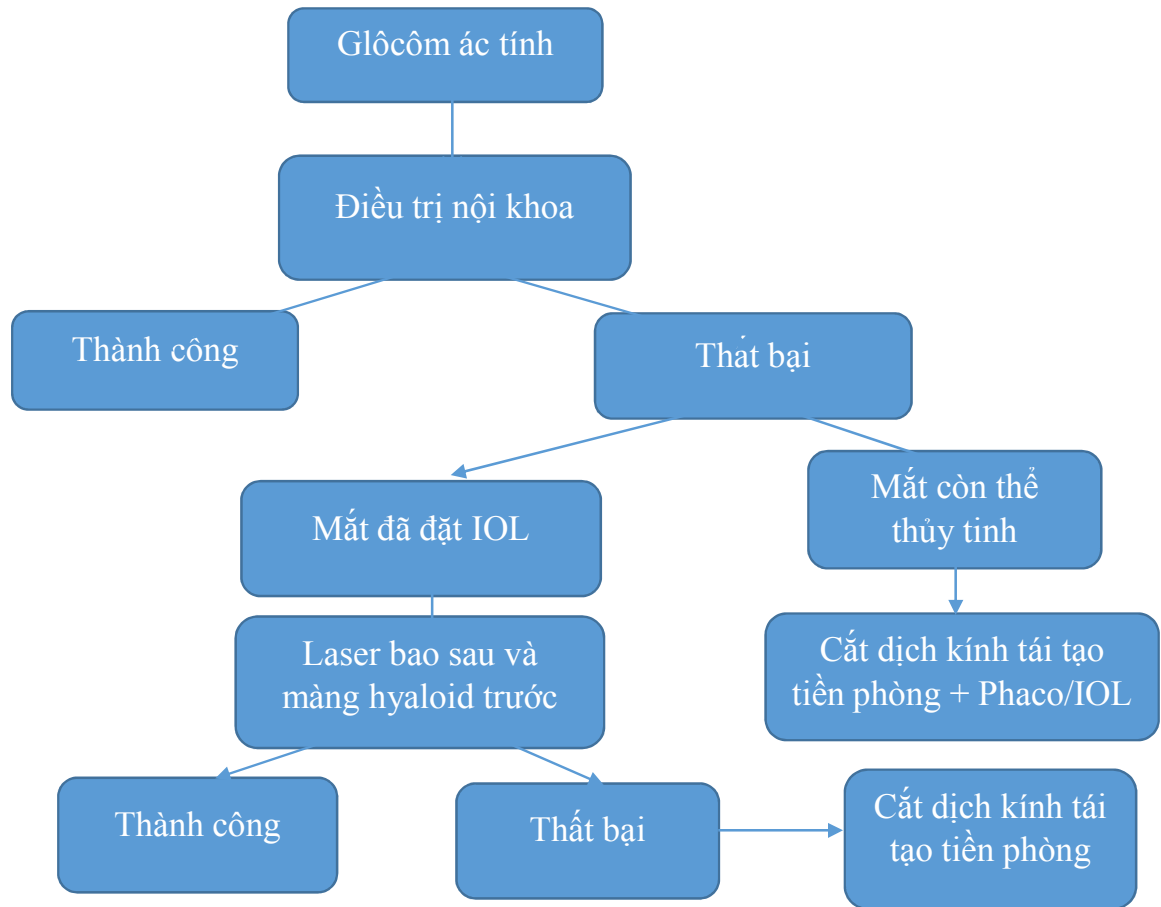 Glôcôm ác tính
Điều trị nội khoa
Thành công
Thất bại
Mắt đã đặt IOL
Mắt còn thể
thủy tinh
Laser bao sau và
màng hyaloid trước
Cắt dịch kính tái tạo
tiền phòng + Phaco/IOL
Thành công
Thất bại
Cắt dịch kính tái
tạo tiền phòng